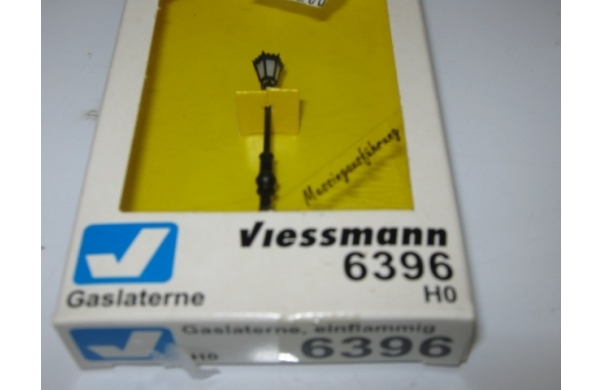 Messingausführung
Viessmann
6396
Gaslaterne
H0
Gaslaterne, einflammig
H0
6396